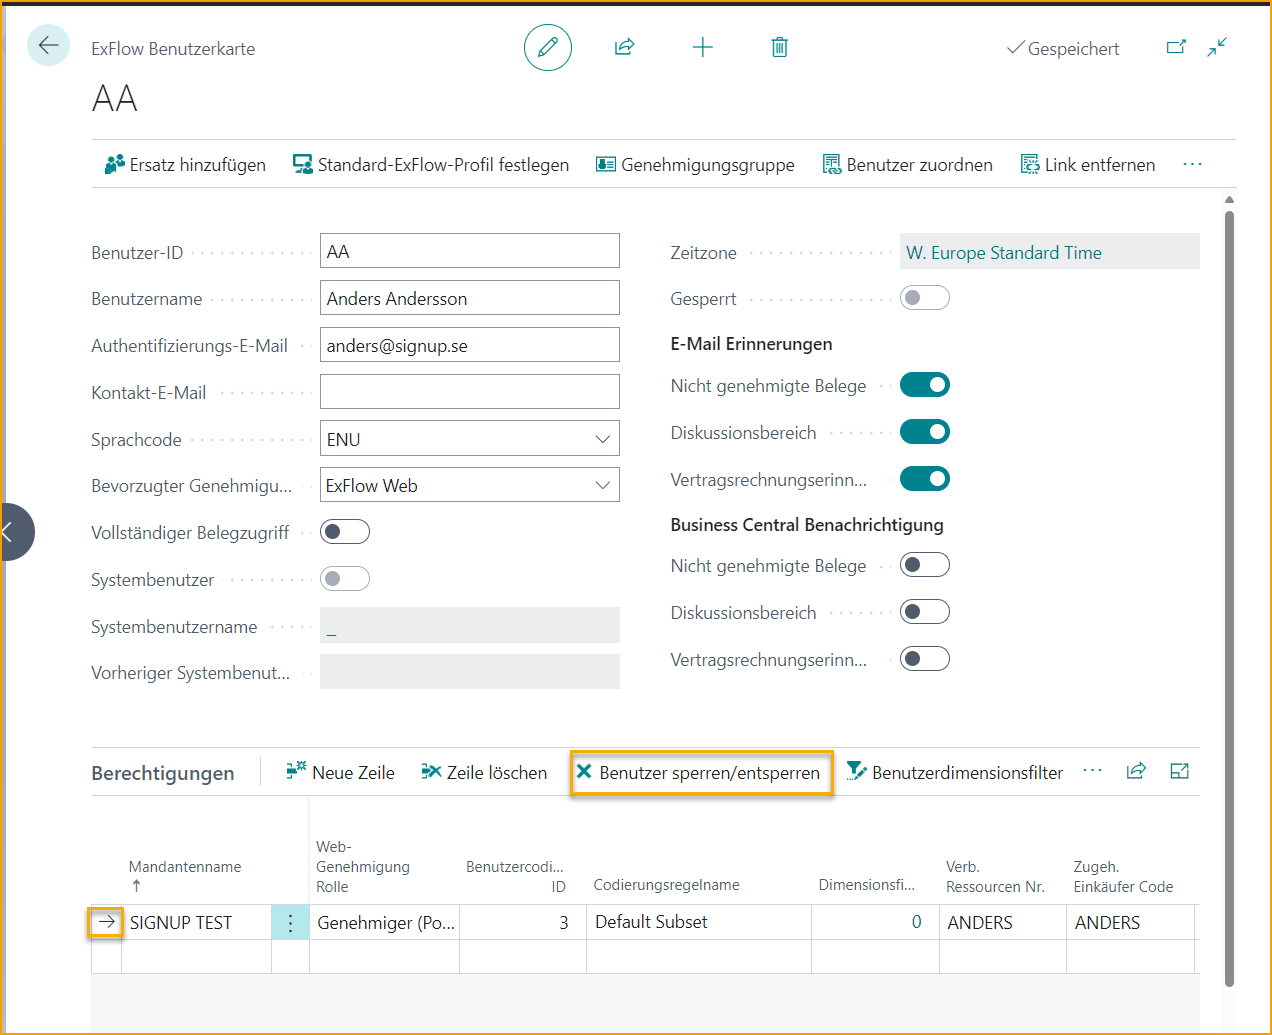 ExFlow Benutzerkarte
Gespeichert
AA
Ersatz hinzufügen
Standard-ExFlow-Profil festlegen
Genehmigungsgruppe
Benutzer zuordnen
Link entfernen
Benutzer-ID
AA
Benutzername
Anders Andersson
Authentifizierungs-E-Mail
anders@signup.se
Kontakt-E-Mail
Sprachcode
ENU
Bevorzugter Genehmigu...
ExFlow Web
Vollständiger Belegzugriff
Systembenutzer
Systembenutzername
_
Vorheriger Systembenut...
Zeitzone
W. Europe Standard Time
Gesperrt
E-Mail Erinnerungen
Nicht genehmigte Belege
Diskussionsbereich
Vertragsrechnungserinn...
Business Central Benachrichtigung
Nicht genehmigte Belege
Diskussionsbereich
Vertragsrechnungserinn...
Berechtigungen
Neue Zeile
Zeile löschen
Benutzer sperren/entsperren
Benutzerdimensionsfilter
Mandantenname
Web-
Genehmigung
Rolle
Benutzercodi...
ID
Codierungsregelname
Dimensionsfi...
Verb.
Ressourcen Nr.
Zugeh.
Einkäufer Code
SIGNUP TEST
Genehmiger (Po...
3
Default Subset
0
ANDERS
ANDERS